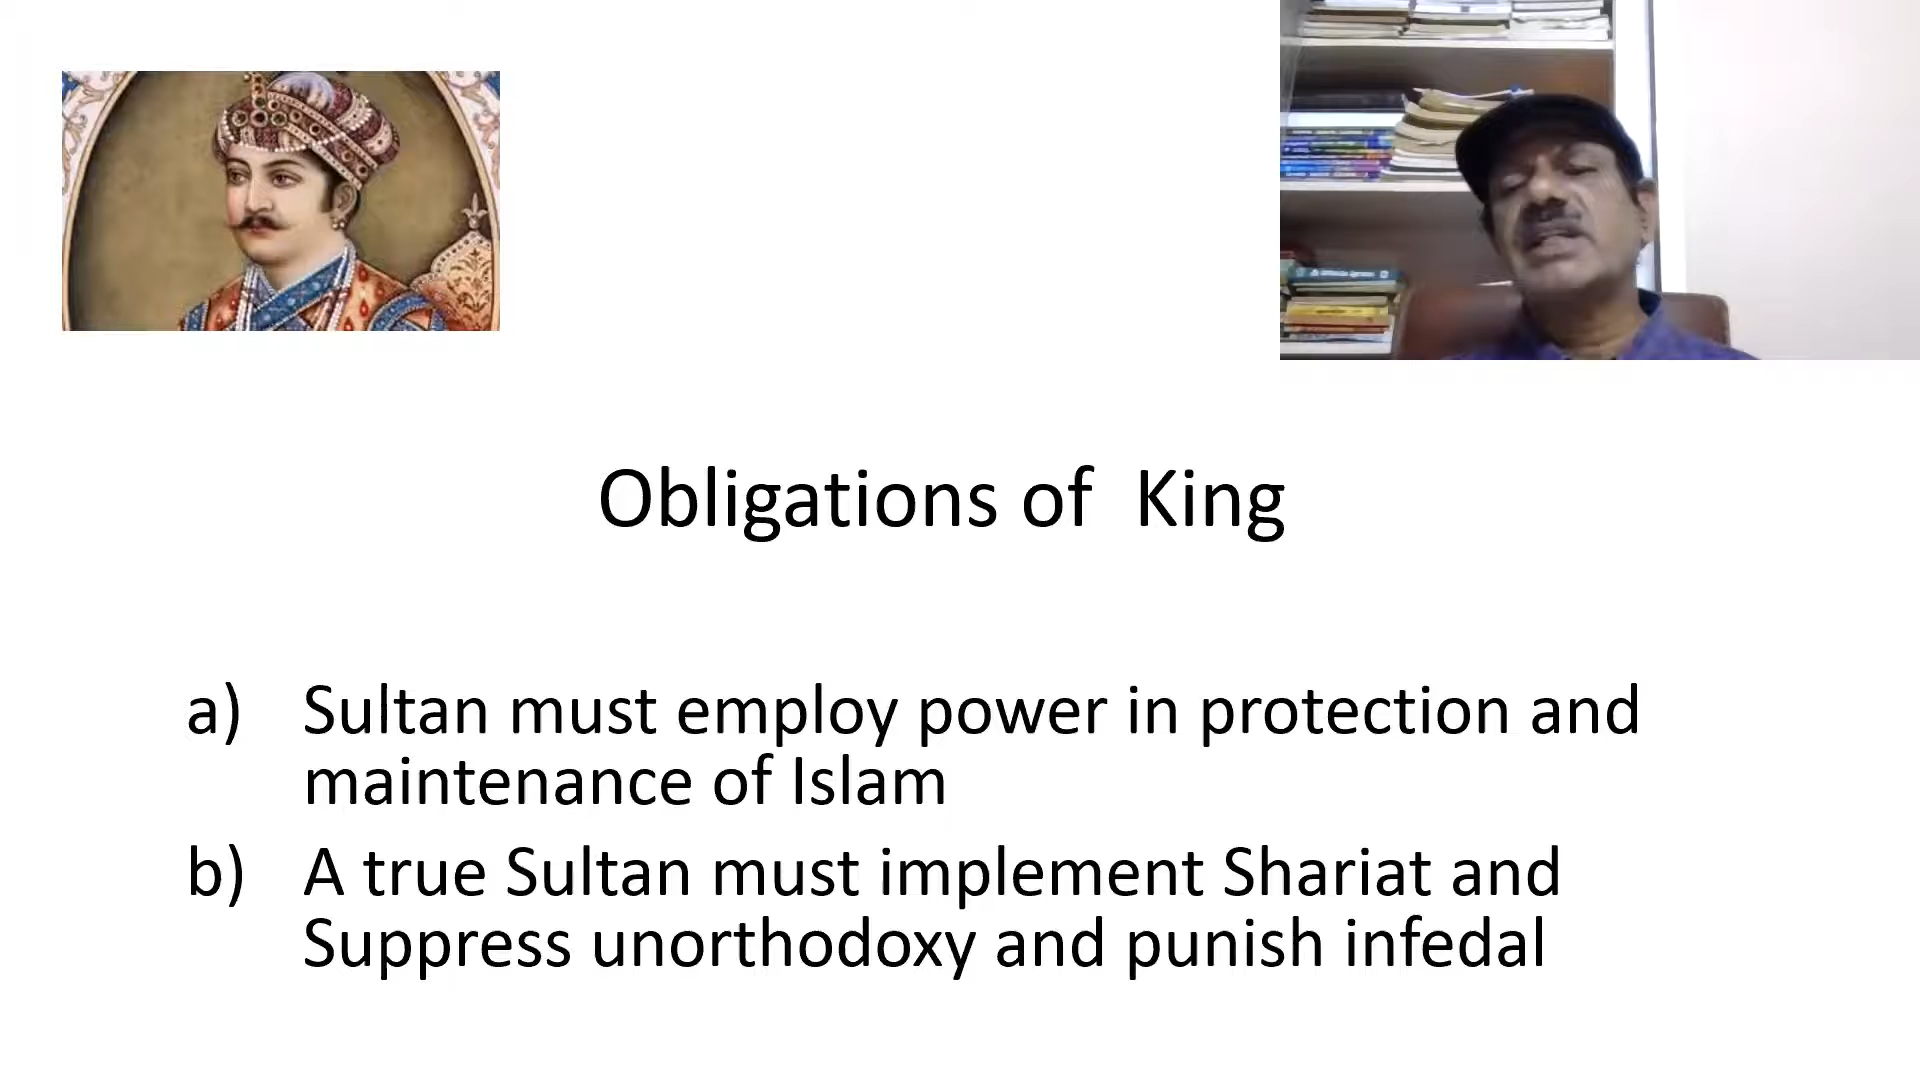 Obligations of King
a) Sultan must employ power in protection and
maintenance of Islam
b) A true Sultan must implement Shariat and
Suppress unorthodoxy and punish infedal